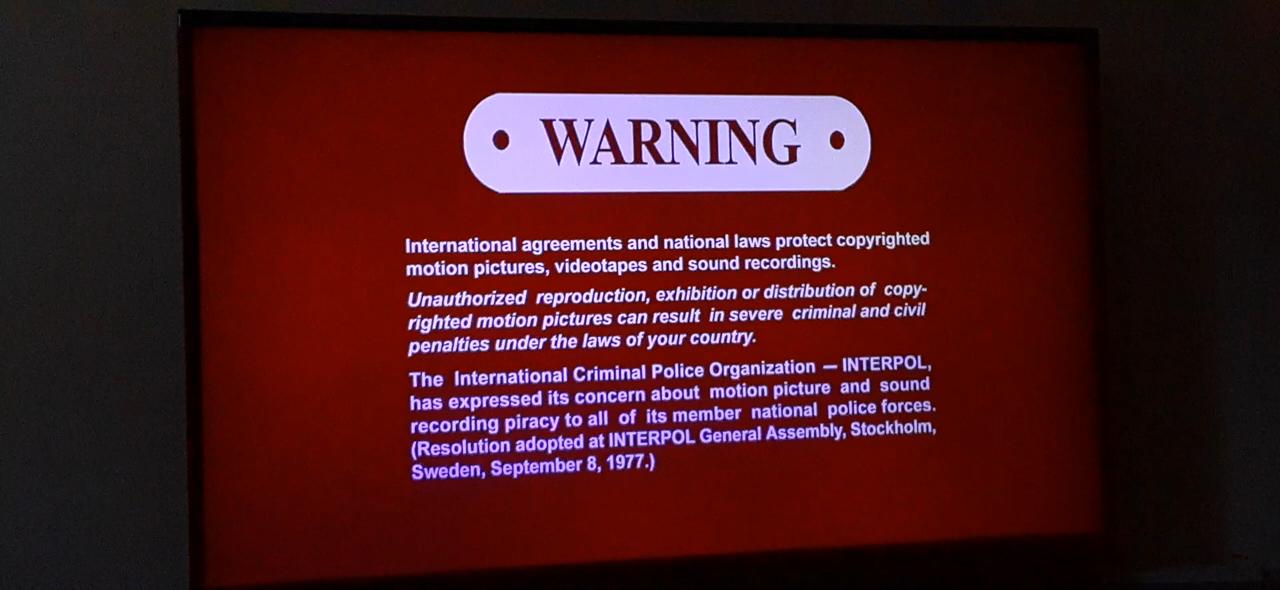 WARNING
International agreements and national laws protect copyrighted
motion pictures, videotapes and sound recordings.
Unauthorized reproduction, exhibition or distribution of copy-
righted motion pictures can result in severe criminal and civil
penalties under the laws of your country.
The International Criminal Police Organization — INTERPOL,
has expressed its concern about motion picture and sound
recording piracy to all of its member national police forces.
(Resolution adopted at INTERPOL General Assembly, Stockholm,
Sweden, September 8, 1977.)